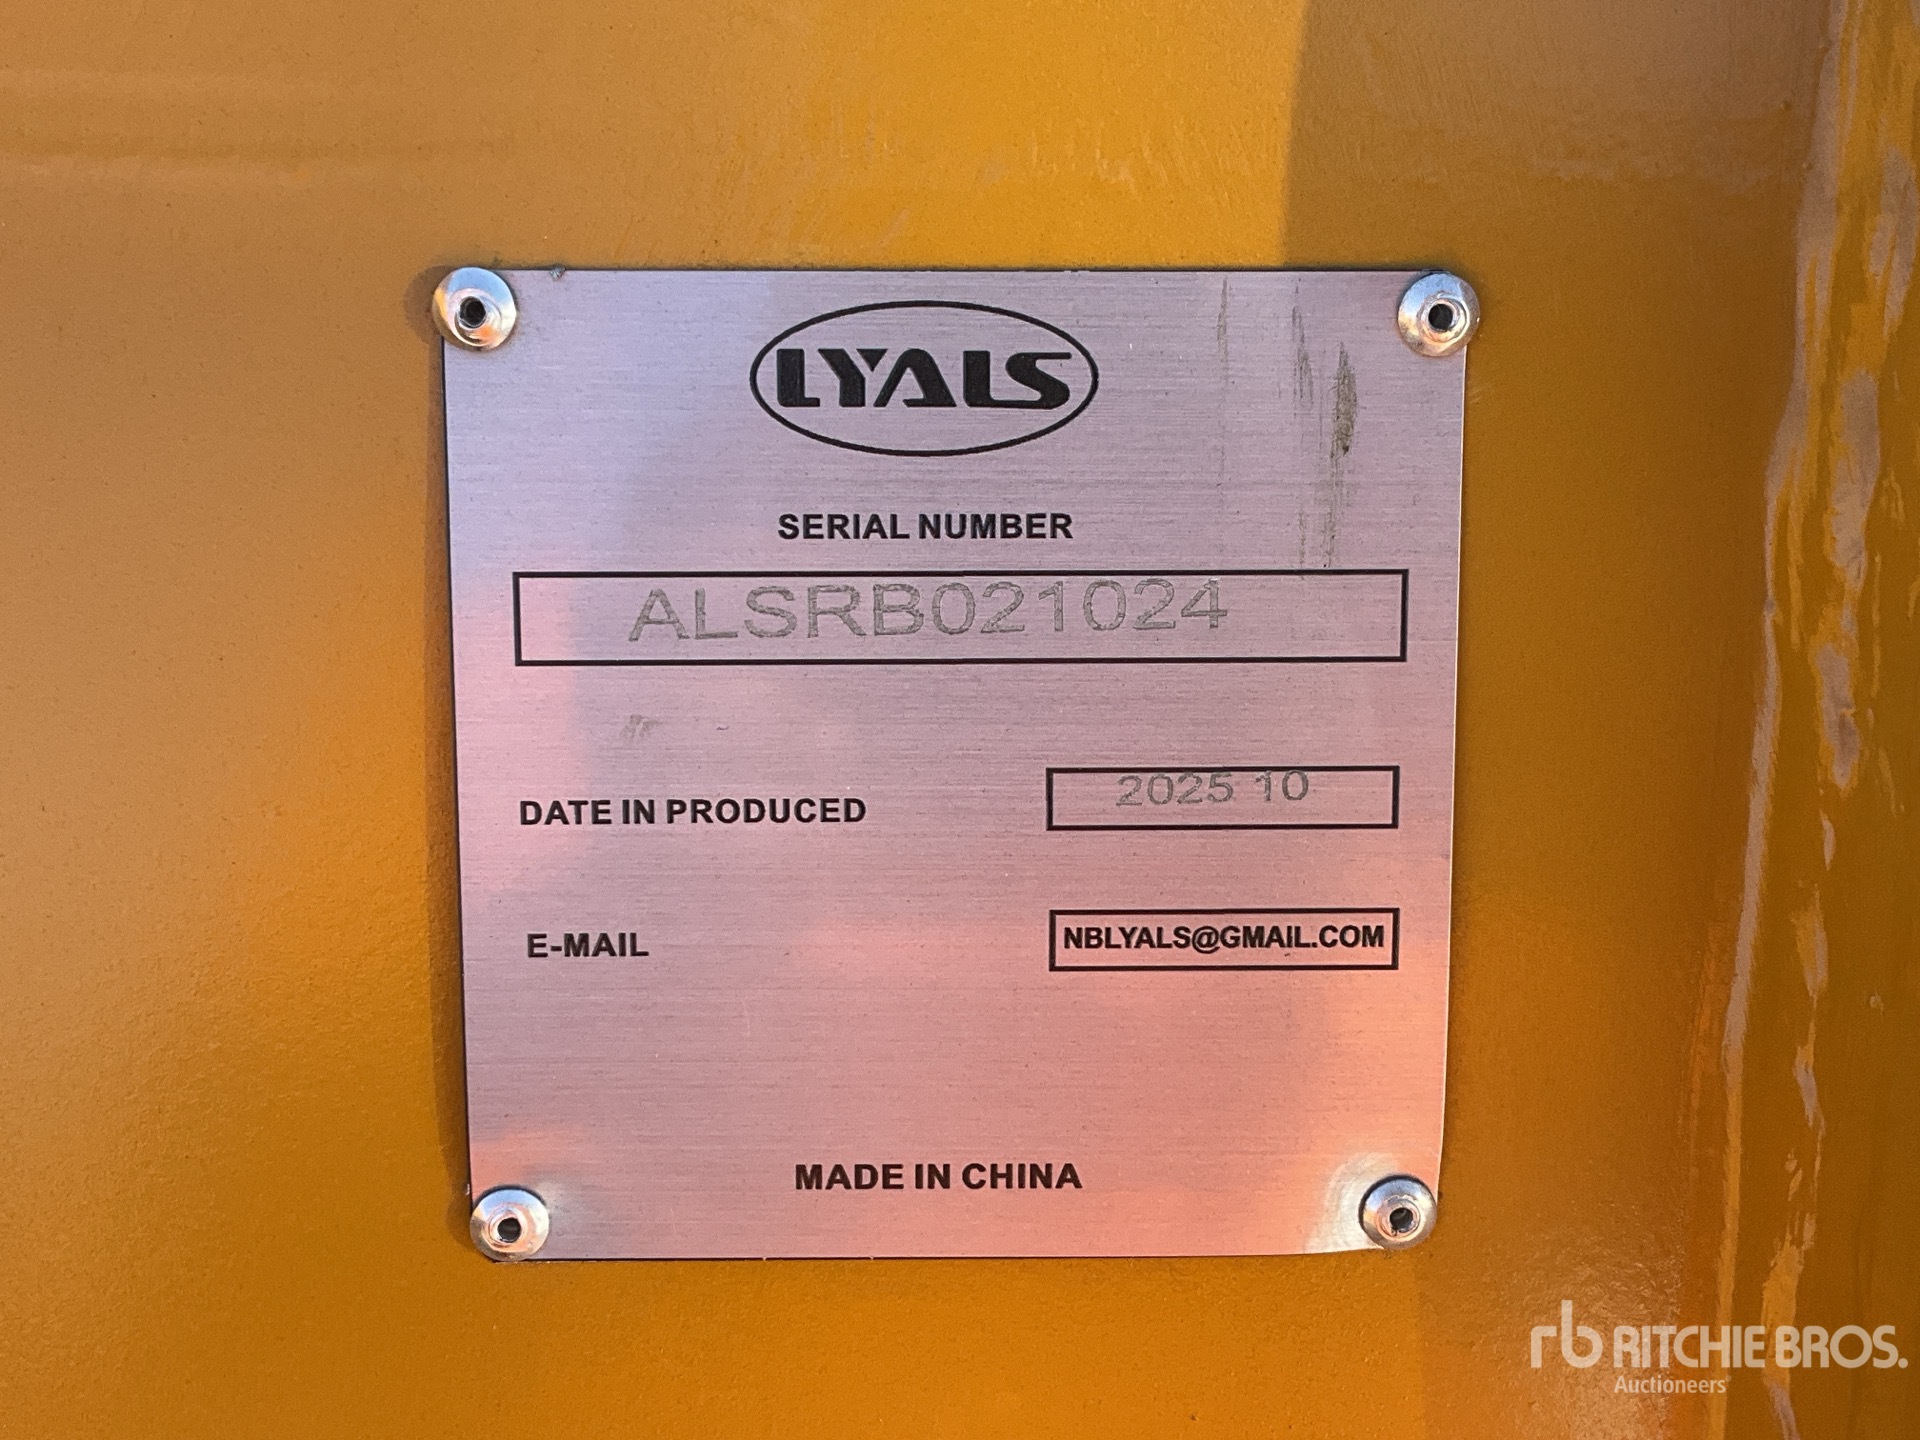 LYALS
SERIAL NUMBER
ALSRB021024
DATE IN PRODUCED 2025 10
E-MAIL NBLYALS@GMAIL.COM
MADE IN CHINA
rb RITCHIE BROS.
Auctioneers